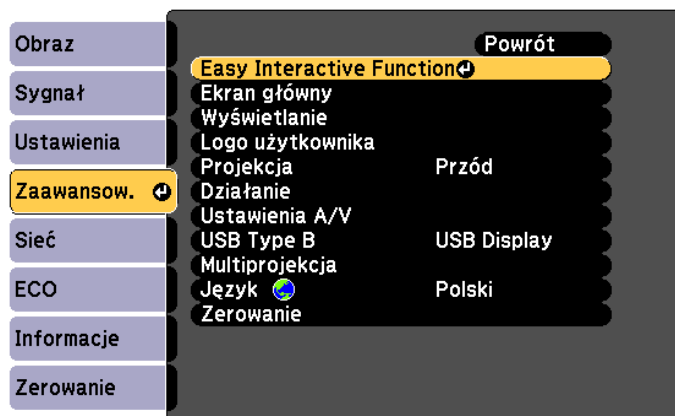 Obraz
Sygnał
Ustawienia
Zaawansow.
Sieć
ECO
Informacje
Zerowanie
Powrót
Easy Interactive Function
Ekran główny
Wyświetlanie
Logo użytkownika
Projekcja Przód
Działanie
Ustawienia A/V
USB Type B USB Display
Multiprojekcja
Język Polski
Zerowanie